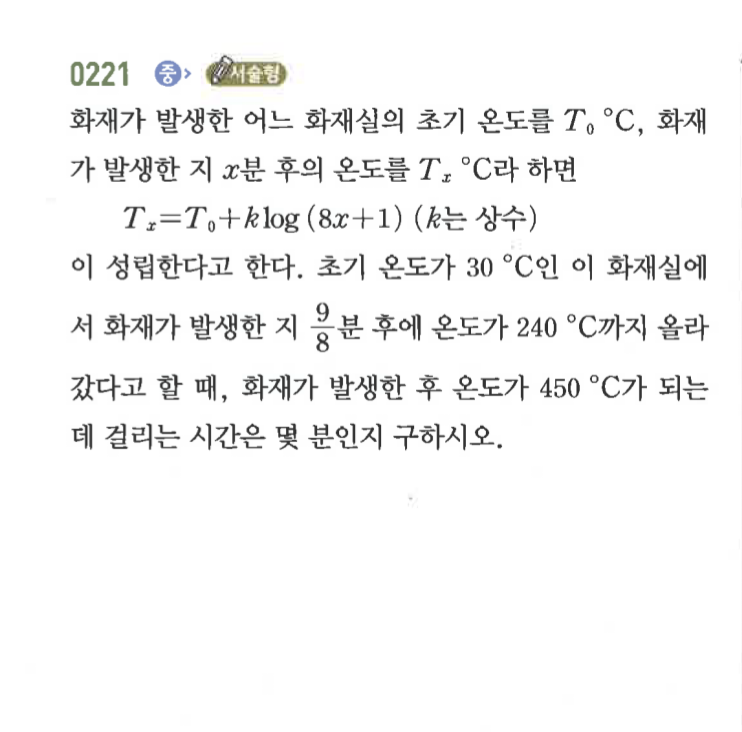 0221 중 서술형
화재가 발생한 어느 화재실의 초기 온도를 T₀ °C, 화재
가 발생한 지 x분 후의 온도를 Tₓ °C라 하면
Tₓ=T₀+k log (8x+1) (k는 상수)
이 성립한다고 한다. 초기 온도가 30 °C인 이 화재실에
서 화재가 발생한 지 9/8분 후에 온도가 240 °C까지 올라
갔다고 할 때, 화재가 발생한 후 온도가 450 °C가 되는
데 걸리는 시간은 몇 분인지 구하시오.